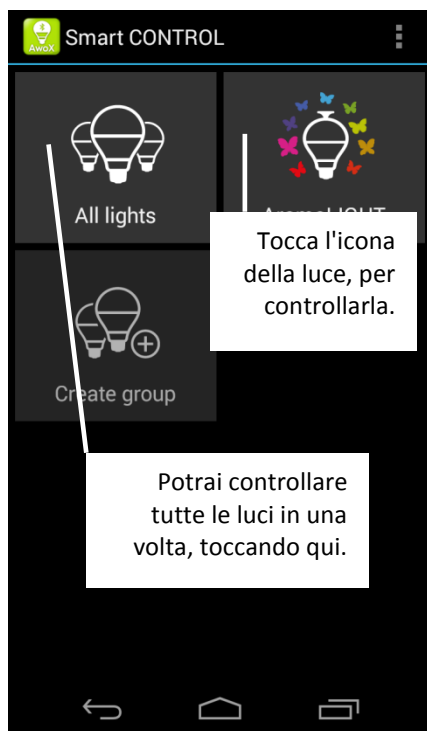 AwoX
Smart CONTROL
All lights
Tocca l'icona
della luce, per
controllarla.
Create group
Potrai controllare
tutte le luci in una
volta, toccando qui.